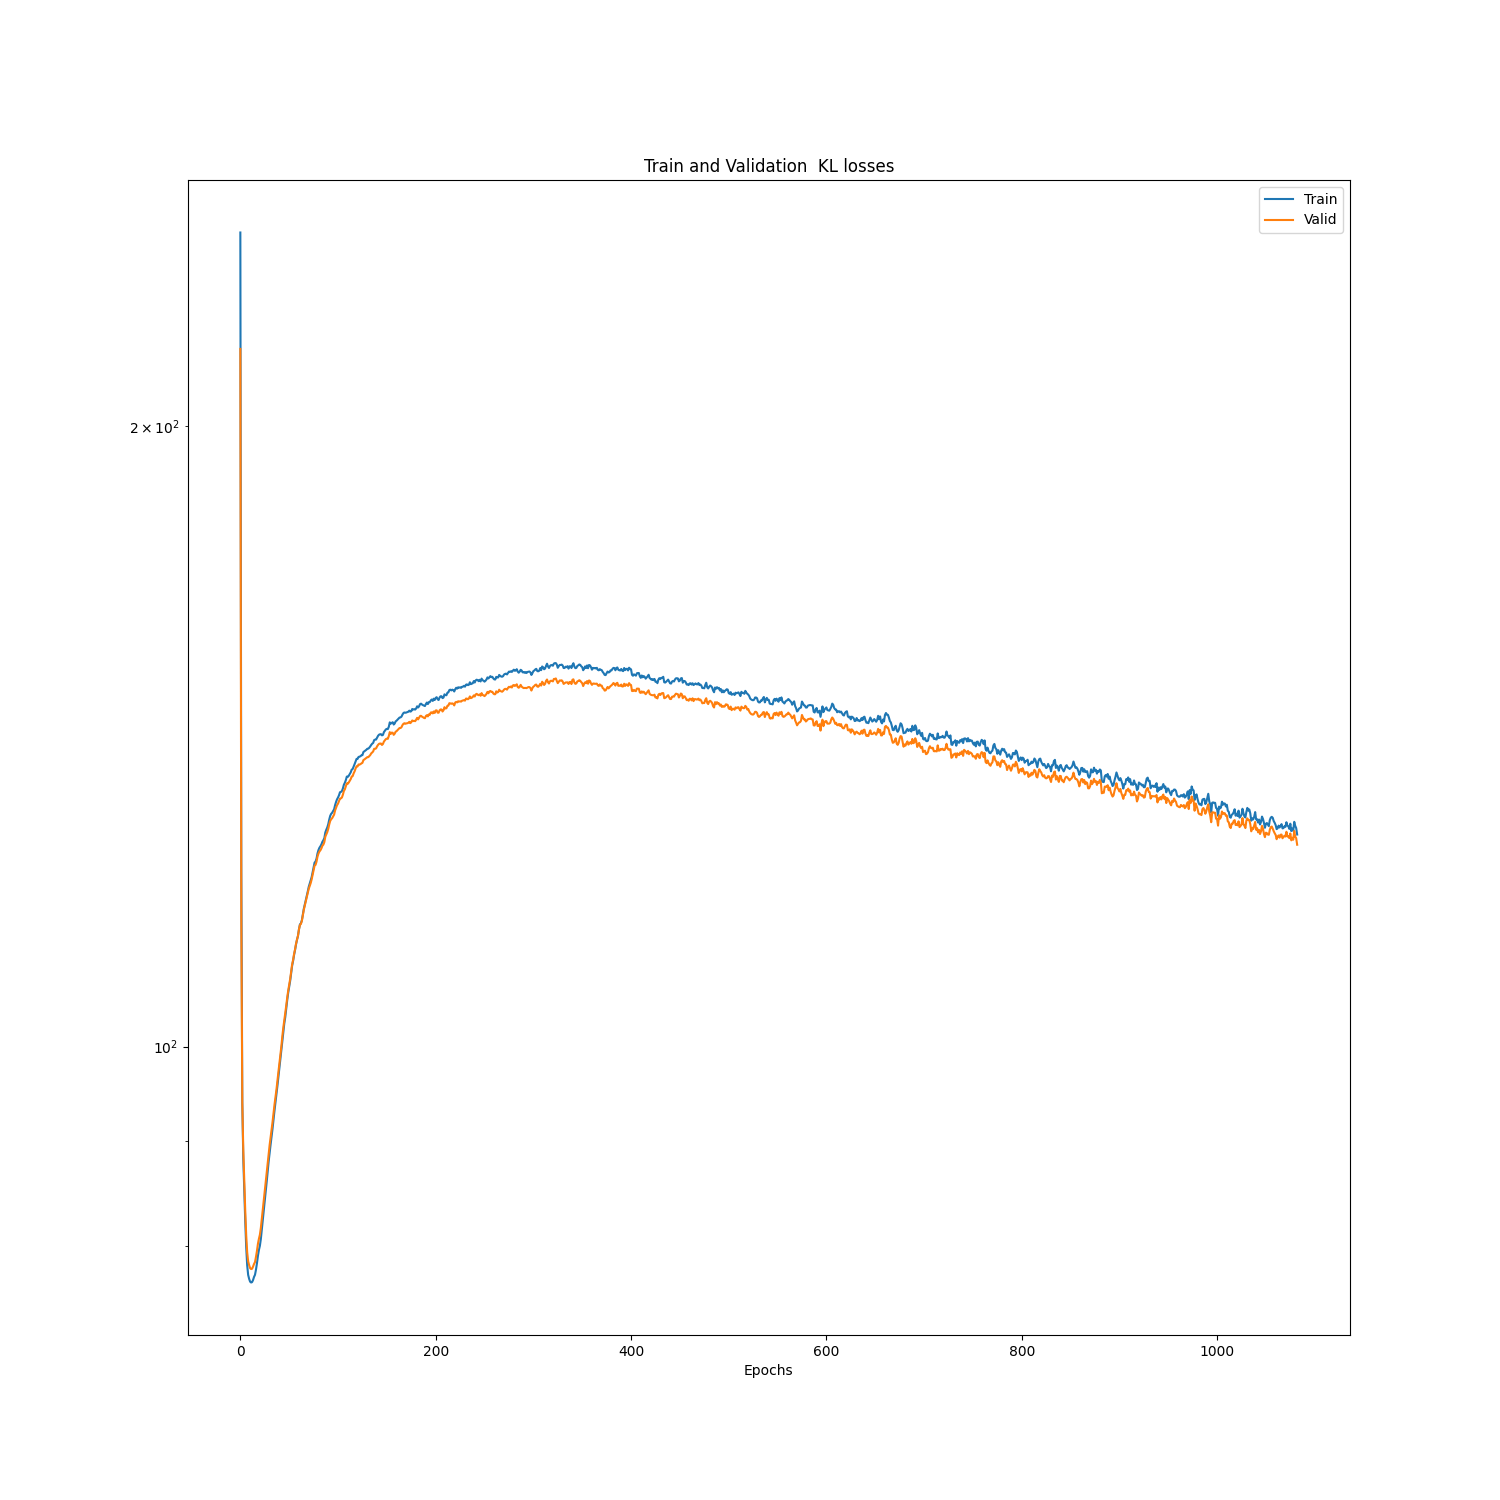 Train and Validation  KL losses
Train
Valid
2 × 10²
10²
0 200 400 600 800 1000
Epochs